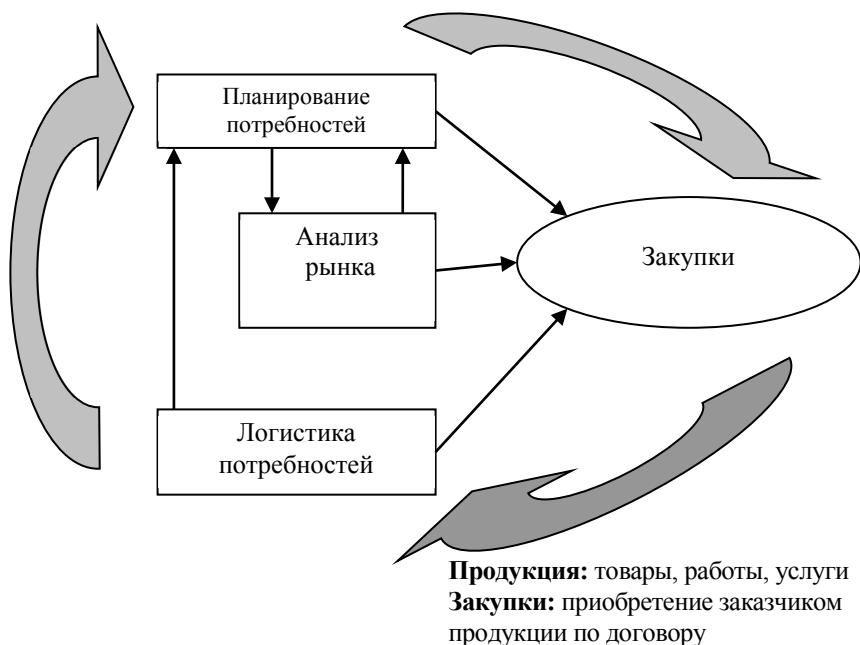 Планирование
потребностей
Анализ
рынка
Закупки
Логистика
потребностей
Продукция: товары, работы, услуги
Закупки: приобретение заказчиком
продукции по договору